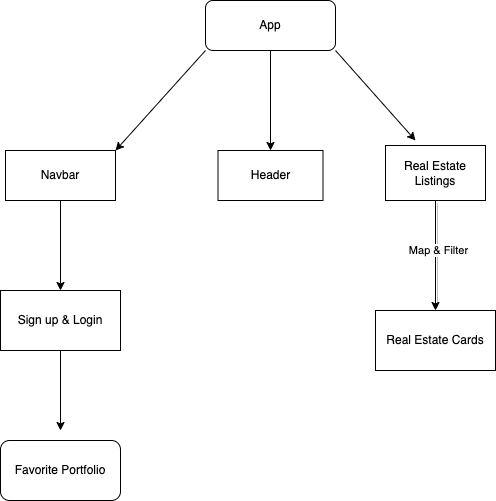 App
Navbar
Header
Real Estate
Listings
Map & Filter
Sign up & Login
Real Estate Cards
Favorite Portfolio